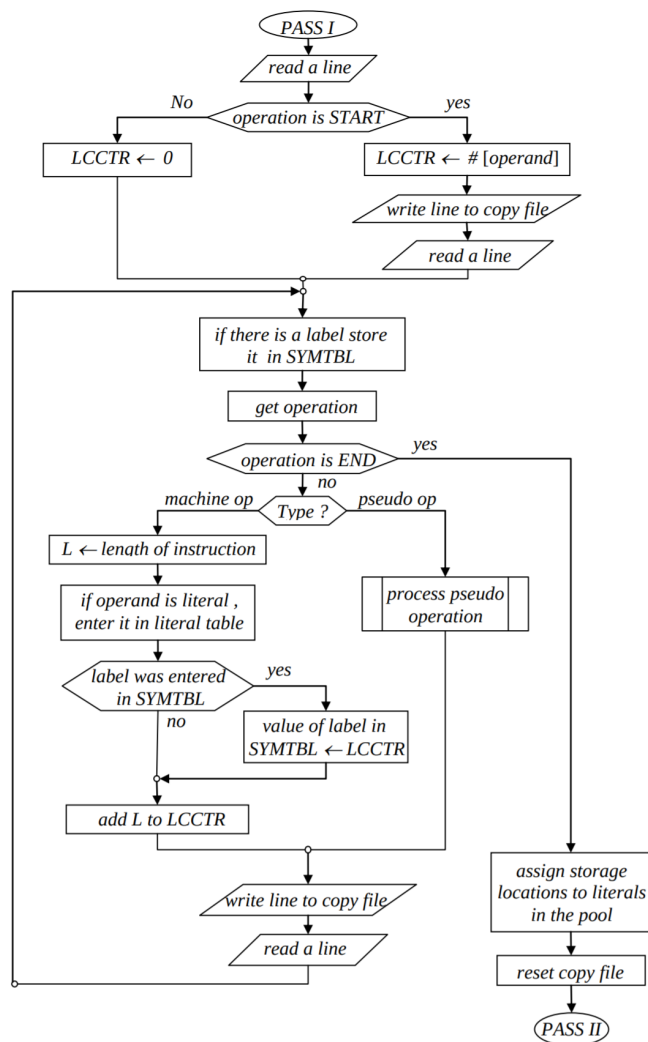 PASS I
read a line
No
operation is START
yes
LCCTR ← 0
LCCTR ← # [operand]
write line to copy file
read a line
if there is a label store
it in SYMTBL
get operation
operation is END
yes
no
machine op
Type ?
pseudo op
L ← length of instruction
if operand is literal ,
enter it in literal table
process pseudo
operation
label was entered
in SYMTBL
yes
no
value of label in
SYMTBL ← LCCTR
add L to LCCTR
write line to copy file
read a line
assign storage
locations to literals
in the pool
reset copy file
PASS II